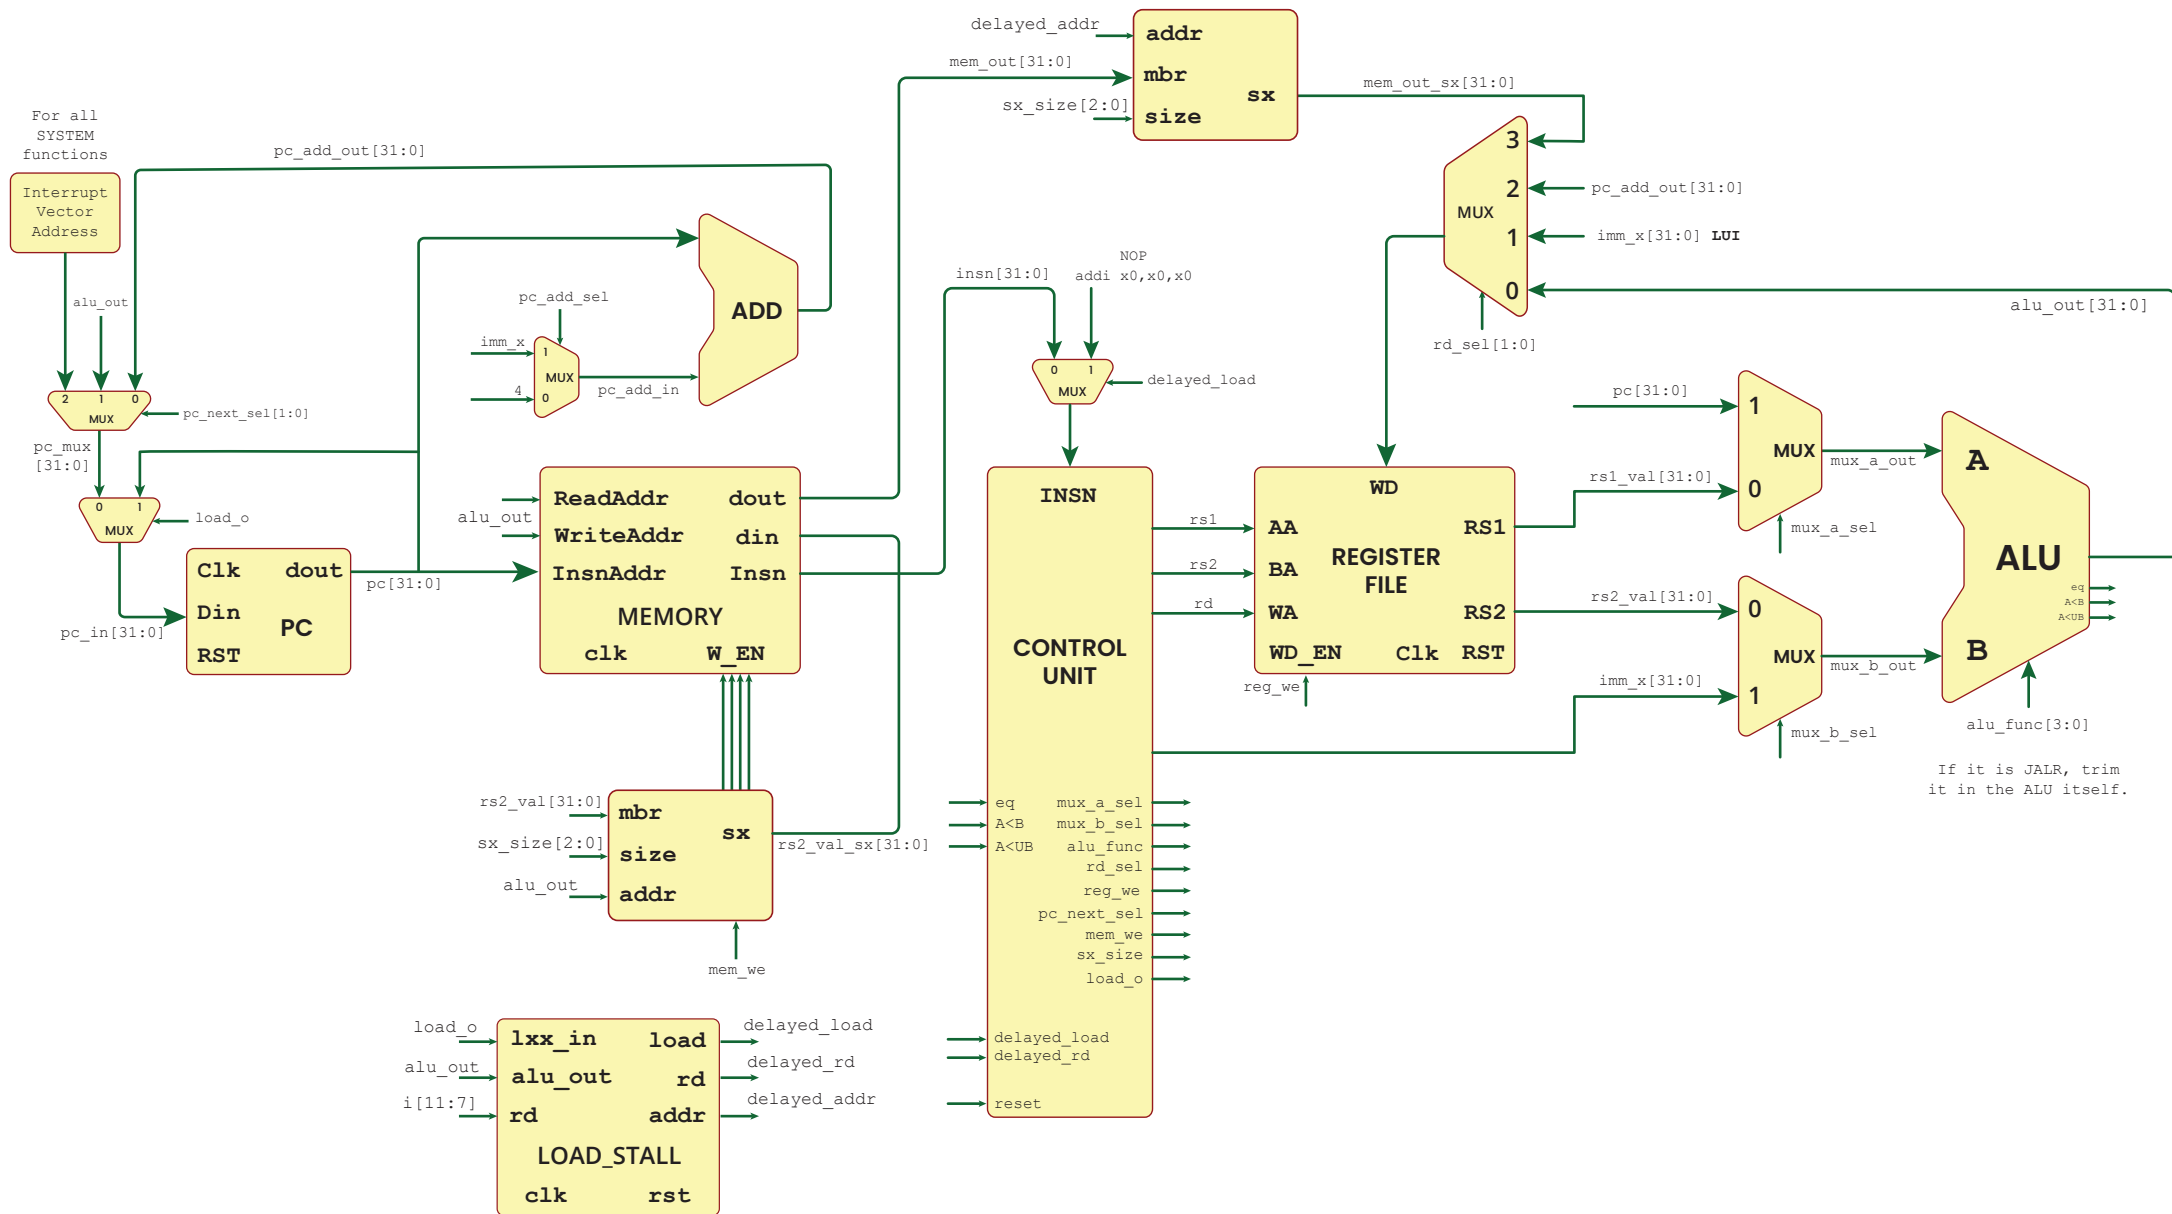 delayed_addr
addr
mem_out[31:0]
mbr
sx_size[2:0]
size
sx
mem_out_sx[31:0]
For all
SYSTEM
functions
Interrupt
Vector
Address
pc_add_out[31:0]
alu_out
2 1 0
MUX
pc_next_sel[1:0]
pc_mux
[31:0]
0 1
MUX
load_o
pc_in[31:0]
Clk
dout
Din
PC
RST
pc[31:0]
pc_add_sel
imm_x
1
MUX
4
0
pc_add_in
ADD
insn[31:0]
NOP
addi x0,x0,x0
0 1
MUX
delayed_load
3
2
MUX
1
0
pc_add_out[31:0]
imm_x[31:0] LUI
alu_out[31:0]
rd_sel[1:0]
ReadAddr
dout
alu_out
WriteAddr
din
InsnAddr
Insn
MEMORY
clk
W_EN
rs2_val[31:0]
mbr
sx_size[2:0]
size
alu_out
addr
sx
rs2_val_sx[31:0]
mem_we
load_o
lxx_in
load
delayed_load
alu_out
alu_out
rd
delayed_rd
i[11:7]
rd
addr
delayed_addr
LOAD_STALL
clk
rst
INSN
CONTROL
UNIT
rs1
rs2
rd
eq
A<B
A<UB
mux_a_sel
mux_b_sel
alu_func
rd_sel
reg_we
pc_next_sel
mem_we
sx_size
load_o
delayed_load
delayed_rd
reset
WD
AA
RS1
REGISTER
FILE
BA
WA
RS2
WD_EN
Clk
RST
reg_we
pc[31:0]
1
MUX
rs1_val[31:0]
0
mux_a_sel
mux_a_out
rs2_val[31:0]
0
MUX
imm_x[31:0]
1
mux_b_sel
mux_b_out
A
ALU
B
eq
A<B
A<UB
alu_func[3:0]
If it is JALR, trim
it in the ALU itself.